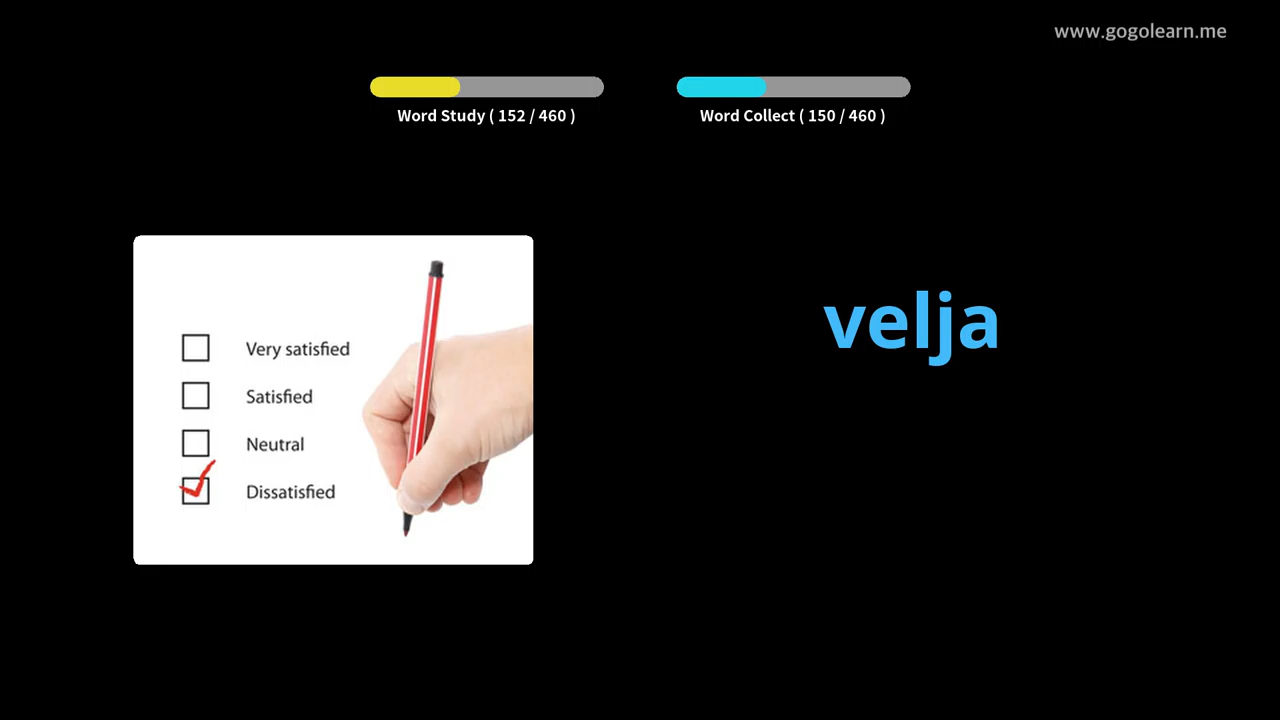 www.gogolearn.me
Word Study ( 152 / 460 )
Word Collect ( 150 / 460 )
Very satisfied
Satisfied
Neutral
Dissatisfied
velja